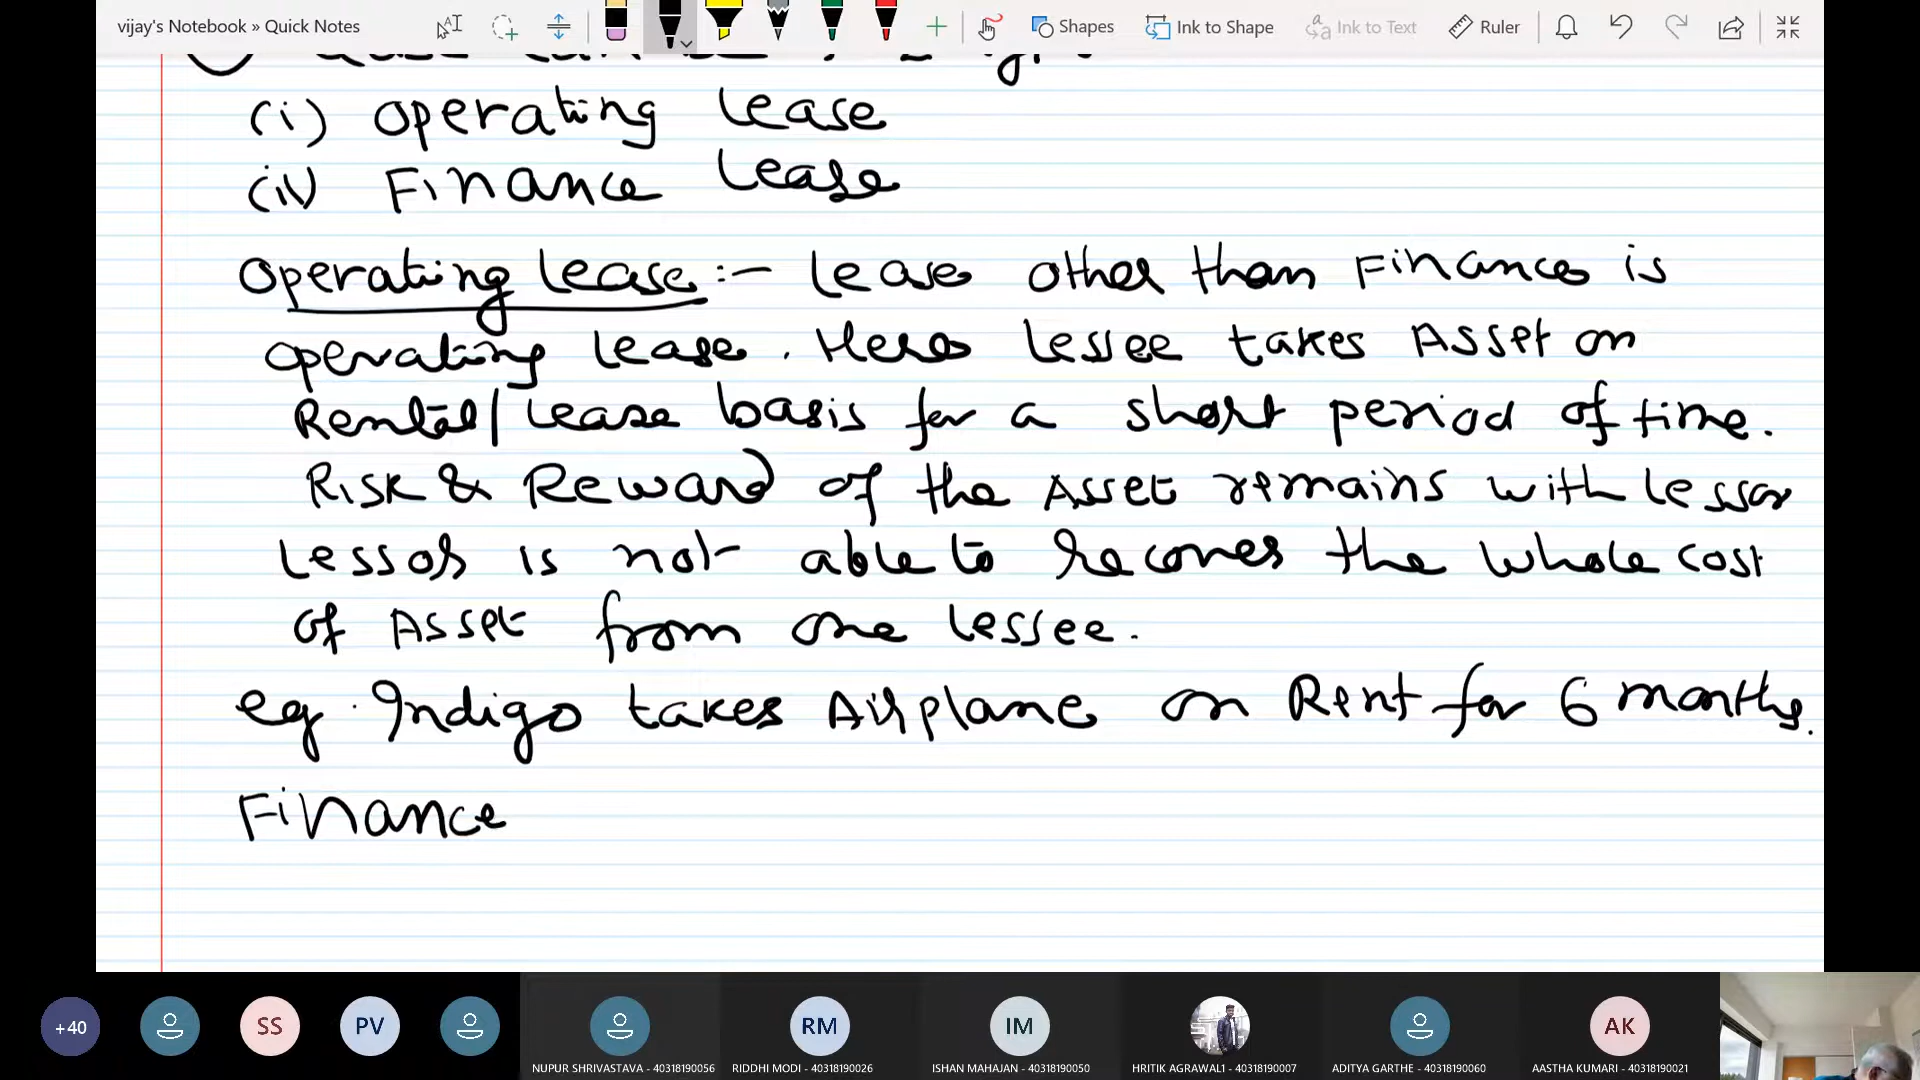 vijay's Notebook » Quick Notes
Shapes
Ink to Shape
Ink to Text
Ruler
(i) Operating Lease
(ii) Finance Lease
Operating Lease :- Lease other than Finance is
operating Lease. Here Lessee takes Asset on
Rental/Lease basis for a short period of time.
Risk & Reward of the Asset remains with Lessor
Lessor is not able to recover the whole cost
of Asset from one Lessee.
eg. Indigo takes Airplane on Rent for 6 months.
Finance
+40
SS
PV
RM
IM
AK
NUPUR SHRIVASTAVA - 40318190056
RIDDHI MODI - 40318190026
ISHAN MAHAJAN - 40318190050
HRITIK AGRAWAL1 - 40318190007
ADITYA GARTHE - 40318190060
AASTHA KUMARI - 40318190021